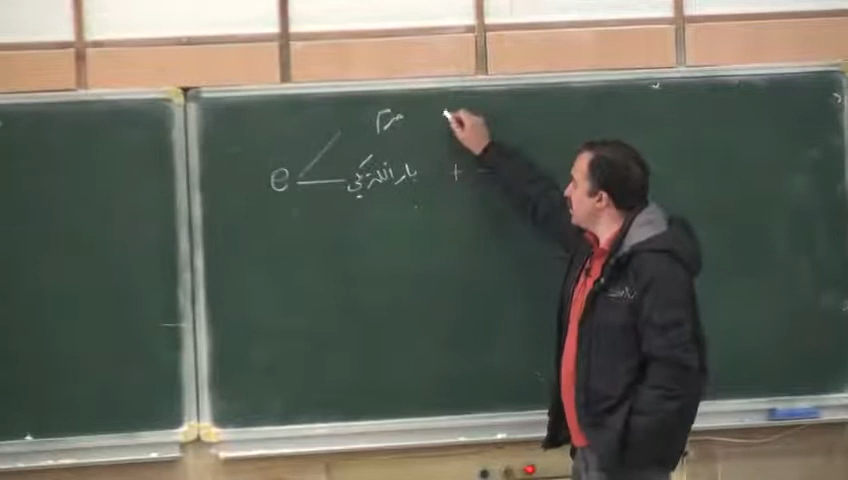 جرم
e < بار الکتریکی + -